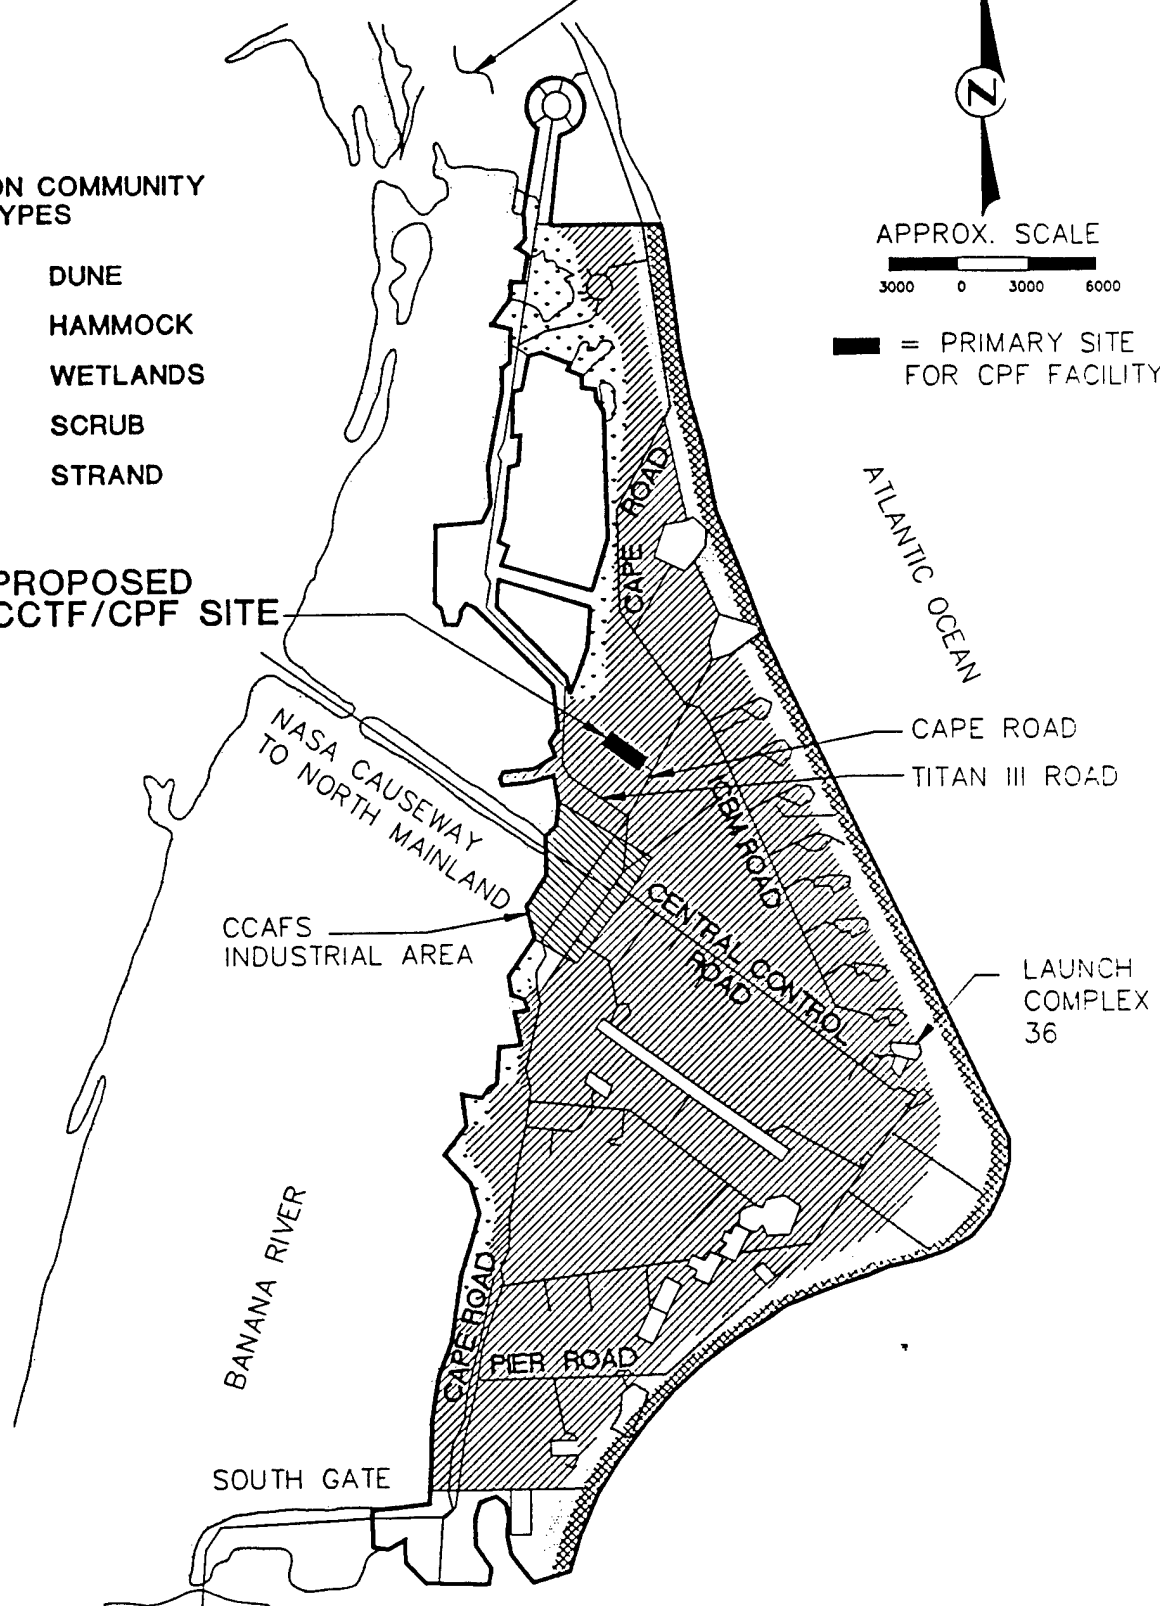 Z
ON COMMUNITY
YPES
DUNE
HAMMOCK
WETLANDS
SCRUB
STRAND
APPROX. SCALE
3000 0 3000 6000
= PRIMARY SITE
FOR CPF FACILITY
ATLANTIC OCEAN
CAPE ROAD
PROPOSED
CCTF/CPF SITE
NASA CAUSEWAY
TO NORTH MAINLAND
CAPE ROAD
TITAN III ROAD
ICBM ROAD
CENTRAL CONTROL
ROAD
CCAFS
INDUSTRIAL AREA
LAUNCH
COMPLEX
36
BANANA RIVER
CAPE ROAD
PIER ROAD
SOUTH GATE